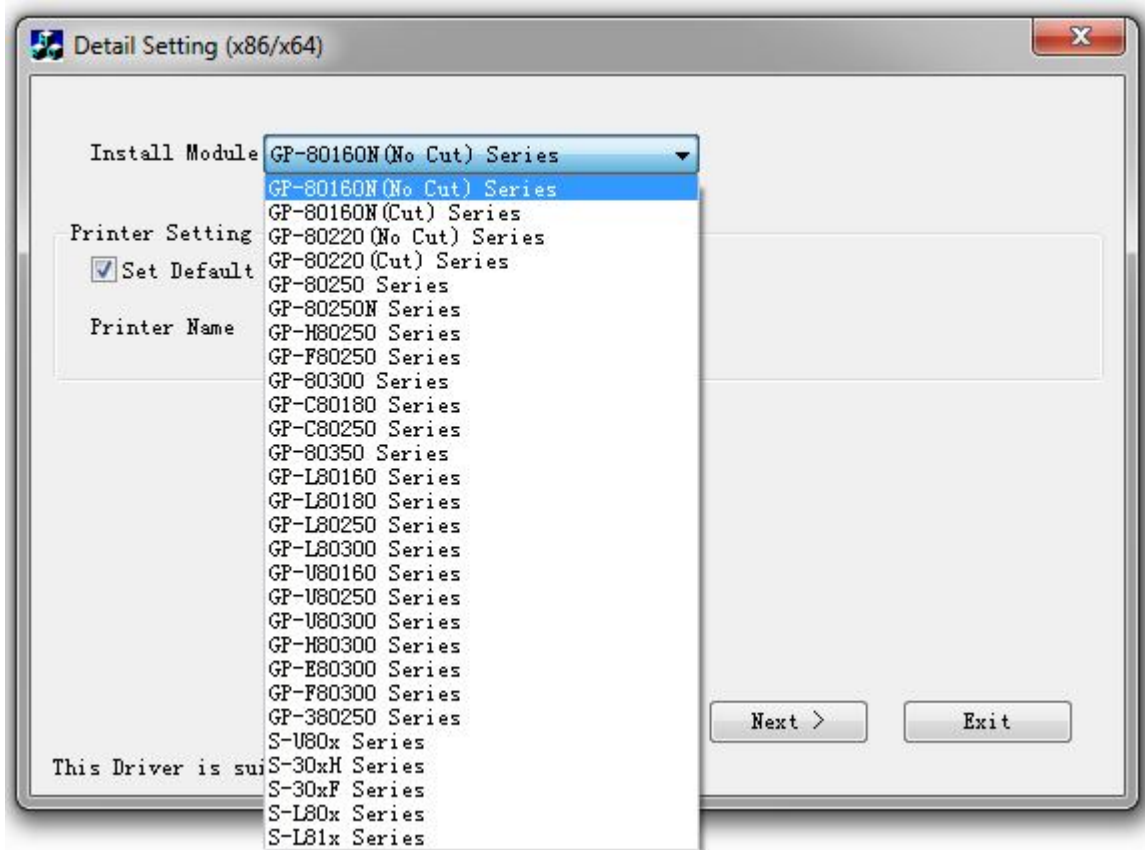 Detail Setting (x86/x64)
Install Module
GP-80160N(No Cut) Series
GP-80160N(No Cut) Series
GP-80160N(Cut) Series
GP-80220(No Cut) Series
GP-80220(Cut) Series
GP-80250 Series
GP-80250N Series
GP-H80250 Series
GP-F80250 Series
GP-80300 Series
GP-C80180 Series
GP-C80250 Series
GP-80350 Series
GP-L80160 Series
GP-L80180 Series
GP-L80250 Series
GP-L80300 Series
GP-U80160 Series
GP-U80250 Series
GP-U80300 Series
GP-H80300 Series
GP-E80300 Series
GP-F80300 Series
GP-380250 Series
S-U80x Series
S-30xH Series
S-30xF Series
S-L80x Series
S-L81x Series
Printer Setting
Set Default
Printer Name
Next >
Exit
This Driver is sui